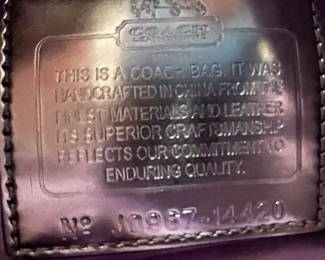 COACH
THIS IS A COACH BAG. IT WAS
HANDCRAFTED IN CHINA FROM THE
FINEST MATERIALS AND LEATHER.
ITS SUPERIOR CRAFTSMANSHIP
REFLECTS OUR COMMITMENT TO
ENDURING QUALITY.
Nº J0967-14420